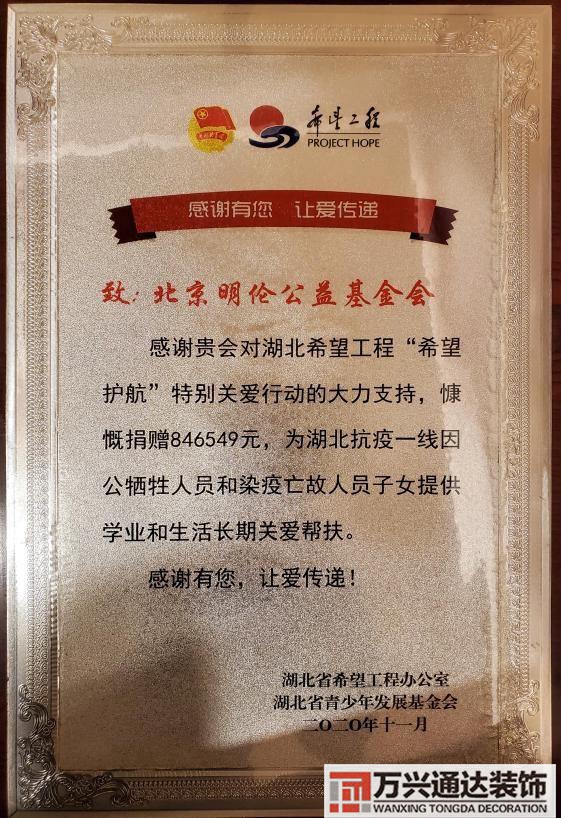 希望工程
PROJECT HOPE
感谢有您 让爱传递
致：北京明伦公益基金会
感谢贵会对湖北希望工程“希望
护航”特别关爱行动的大力支持，慷
慨捐赠846549元，为湖北抗疫一线因
公牺牲人员和染疫亡故人员子女提供
学业和生活长期关爱帮扶。
感谢有您，让爱传递！
湖北省希望工程办公室
湖北省青少年发展基金会
二〇二〇年十一月
万兴通达装饰
WANXING TONGDA DECORATION